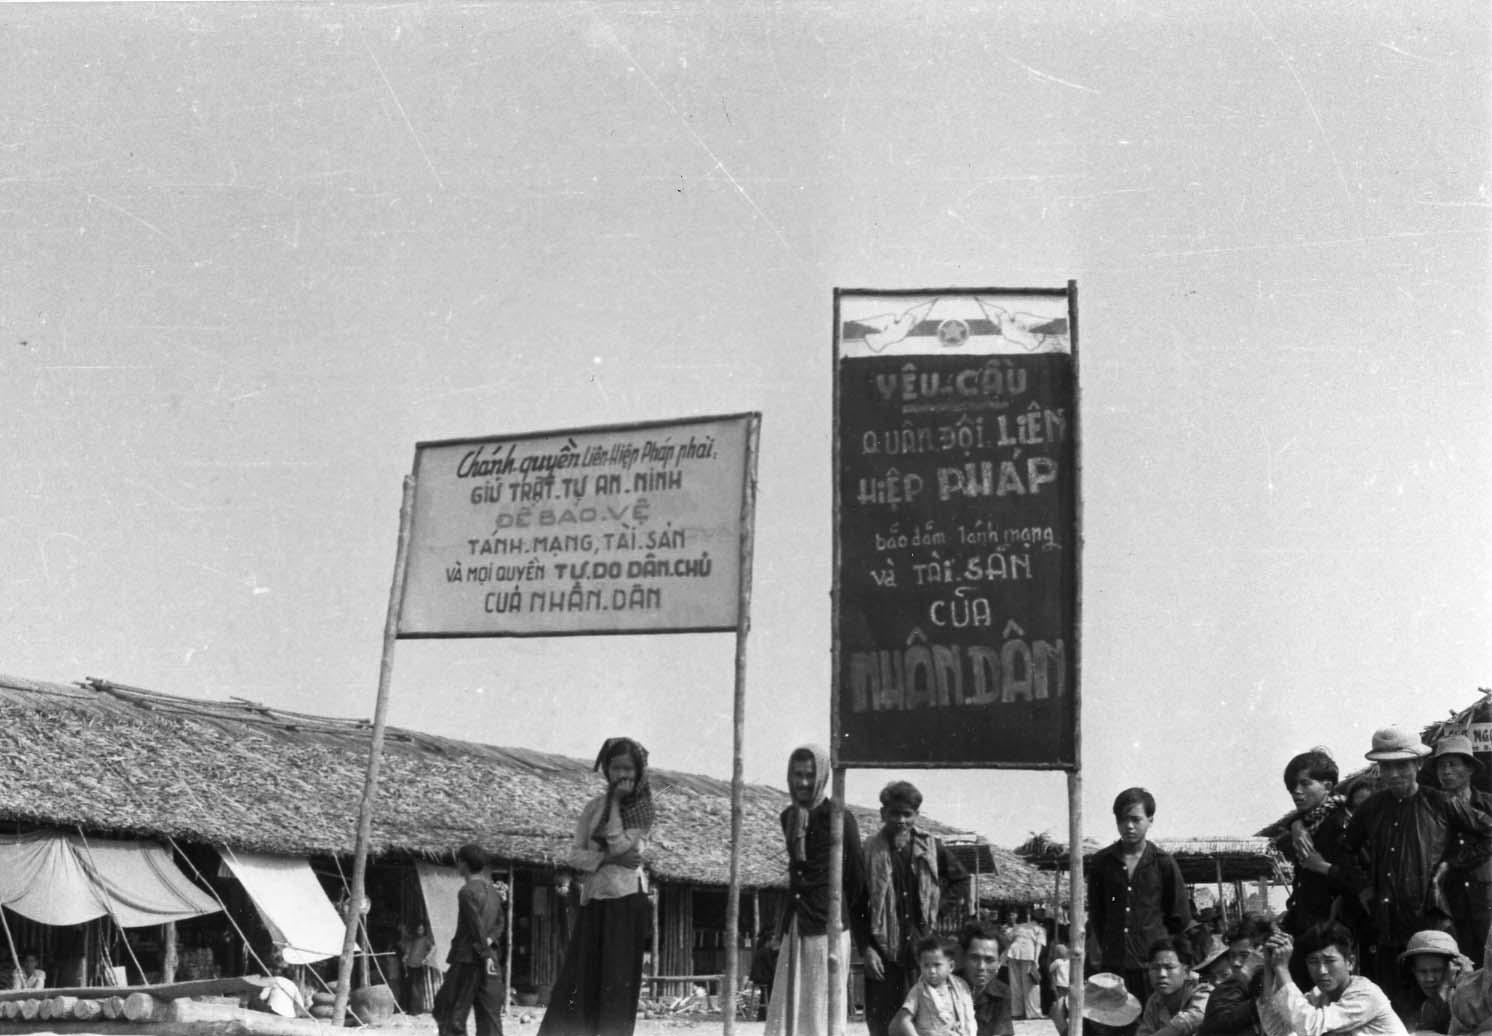 Chánh quyền Liên-Hiệp Pháp phải:
GIỮ TRẬT.TỰ AN.NINH
ĐỂ BẢO.VỆ
TÁNH.MẠNG, TÀI.SẢN
VÀ MỌI QUYỀN TỰ.DO DÂN.CHỦ
CUẢ NHÂN.DÂN
YÊU.CẦU
QUÂN.ĐỘI LIÊN
HIỆP PHÁP
bảo đảm tánh mạng
và TÀI.SẢN
CỦA
NHÂN.DÂN